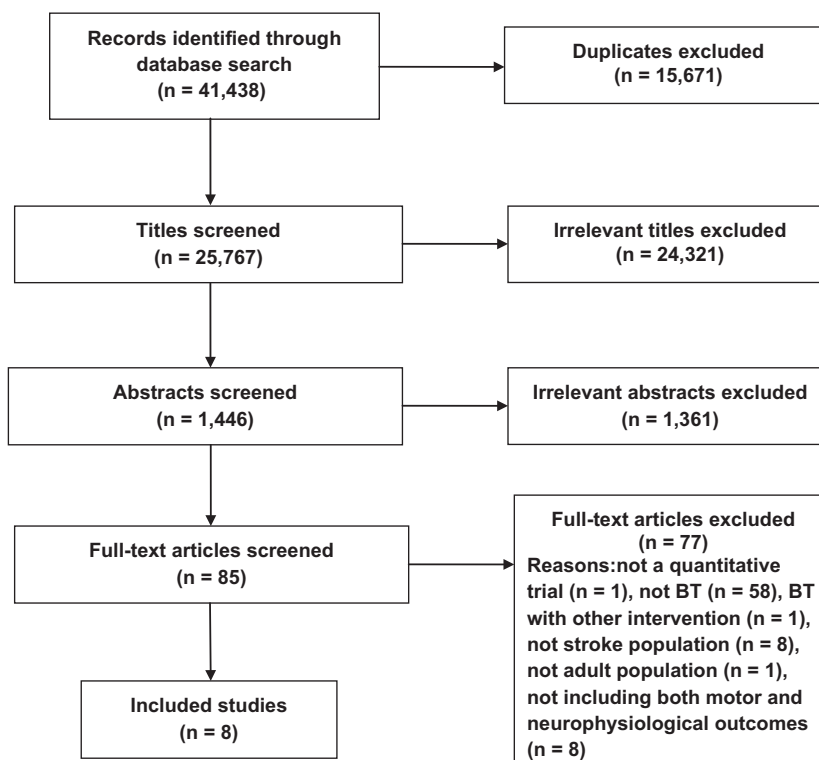 Records identified through
database search
(n = 41,438)
Duplicates excluded
(n = 15,671)
Titles screened
(n = 25,767)
Irrelevant titles excluded
(n = 24,321)
Abstracts screened
(n = 1,446)
Irrelevant abstracts excluded
(n = 1,361)
Full-text articles screened
(n = 85)
Full-text articles excluded
(n = 77)
Reasons:not a quantitative
trial (n = 1), not BT (n = 58), BT
with other intervention (n = 1),
not stroke population (n = 8),
not adult population (n = 1),
not including both motor and
neurophysiological outcomes
(n = 8)
Included studies
(n = 8)